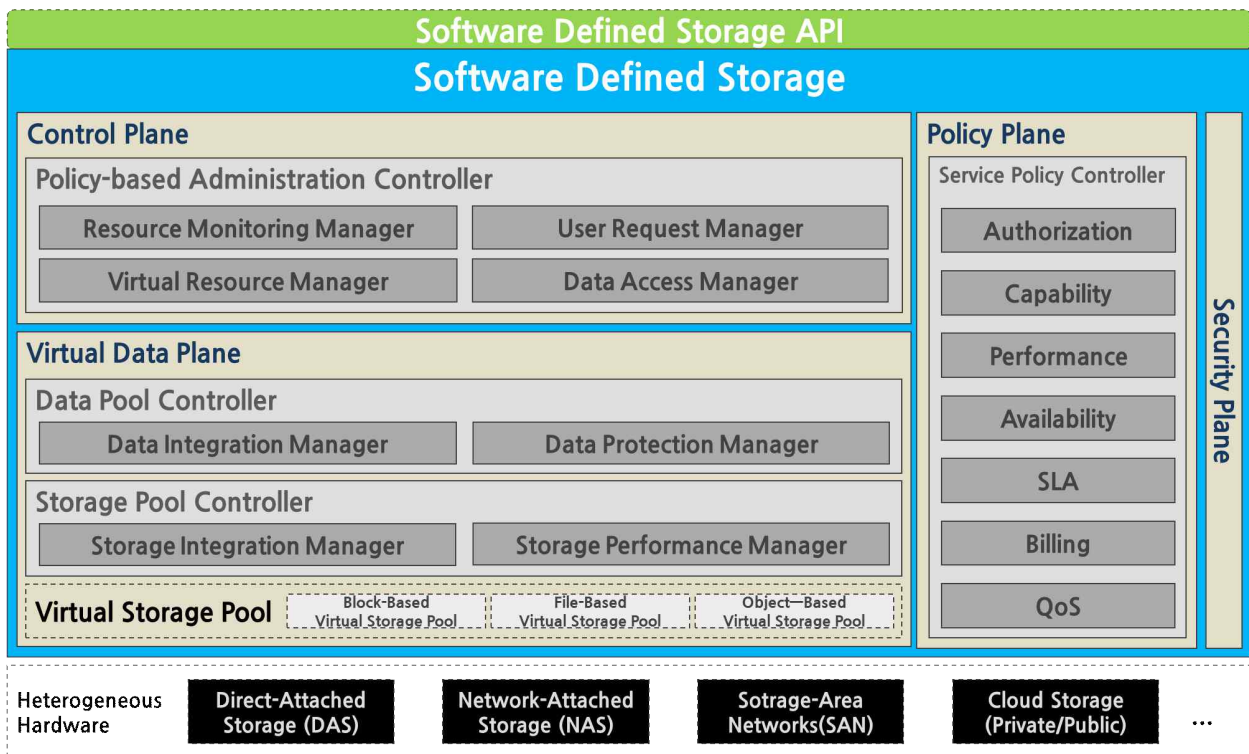 Software Defined Storage API
Software Defined Storage
Control Plane
Policy-based Administration Controller
Resource Monitoring Manager
User Request Manager
Virtual Resource Manager
Data Access Manager
Virtual Data Plane
Data Pool Controller
Data Integration Manager
Data Protection Manager
Storage Pool Controller
Storage Integration Manager
Storage Performance Manager
Virtual Storage Pool
Block-Based
Virtual Storage Pool
File-Based
Virtual Storage Pool
Object—Based
Virtual Storage Pool
Policy Plane
Service Policy Controller
Authorization
Capability
Performance
Availability
SLA
Billing
QoS
Security Plane
Heterogeneous
Hardware
Direct-Attached
Storage (DAS)
Network-Attached
Storage (NAS)
Sotrage-Area
Networks(SAN)
Cloud Storage
(Private/Public)
...